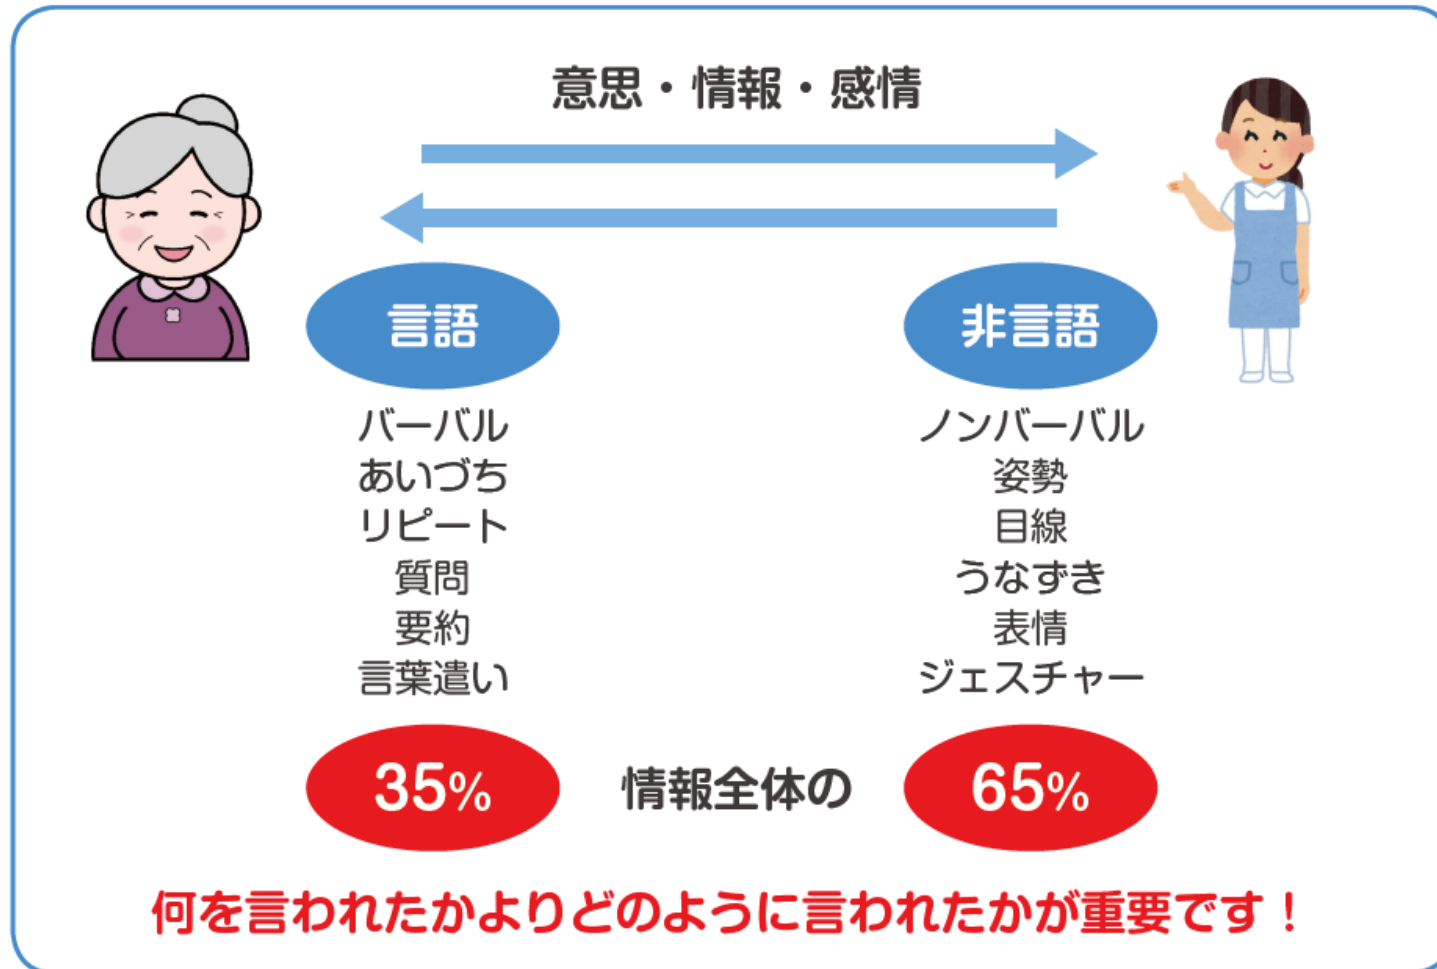 意思・情報・感情
言語
非言語
バーバル
あいづち
リピート
質問
要約
言葉遣い
ノンバーバル
姿勢
目線
うなずき
表情
ジェスチャー
35%
情報全体の
65%
何を言われたかよりどのように言われたかが重要です！